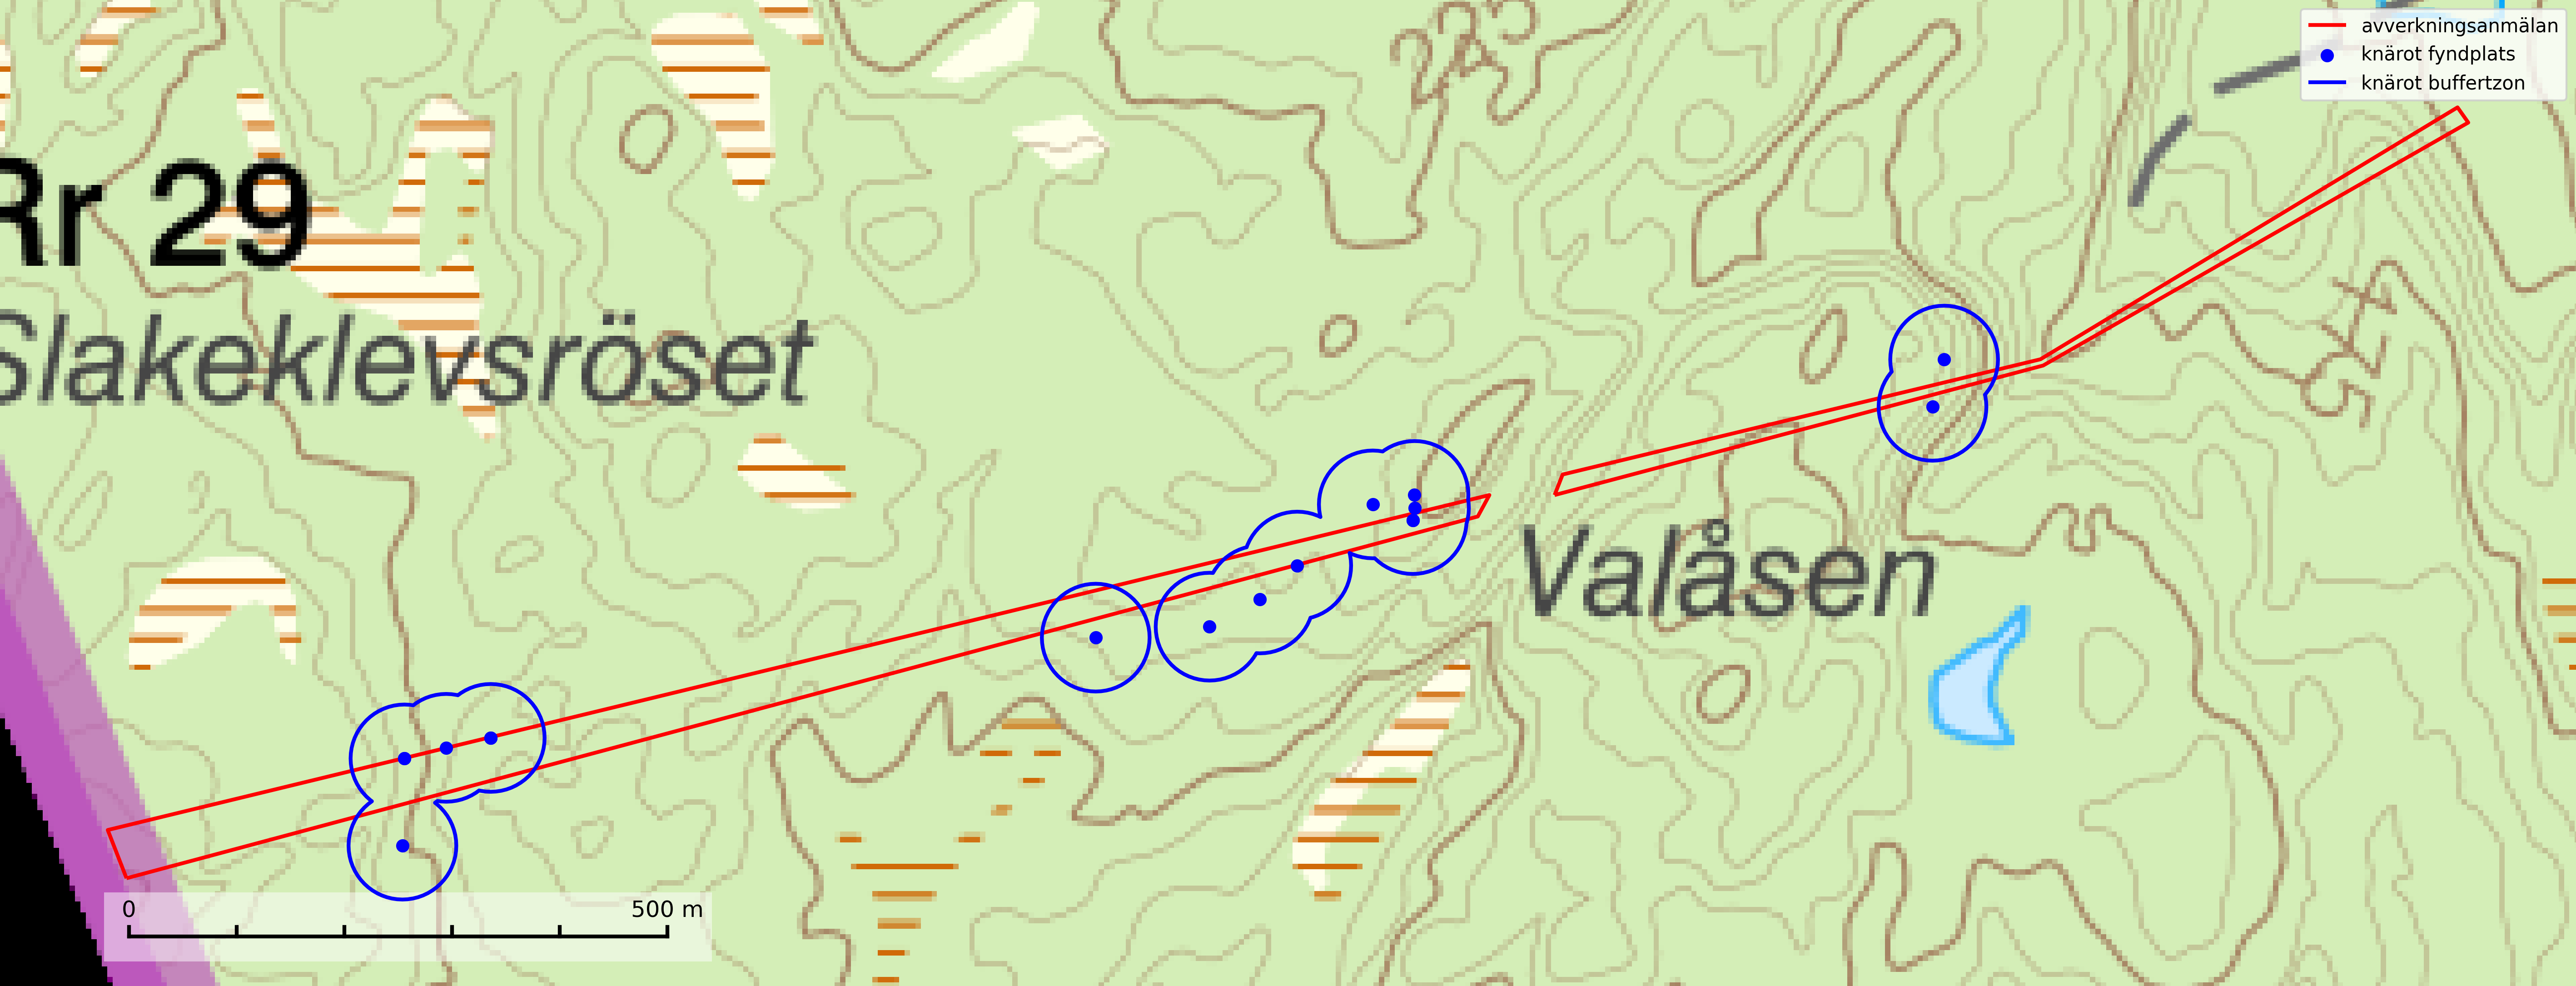 avverkningsanmälan
knärot fyndplats
knärot buffertzon
Rr 29
Slakeklevsröset
Valåsen
0 500 m